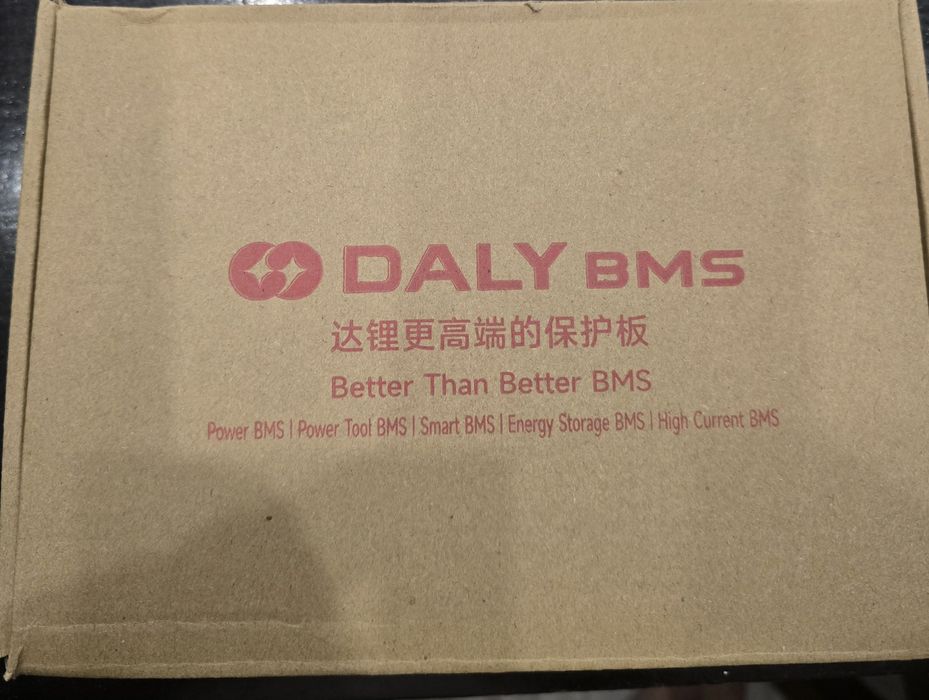 DALY BMS
达锂更高端的保护板
Better Than Better BMS
Power BMS | Power Tool BMS | Smart BMS | Energy Storage BMS | High Current BMS